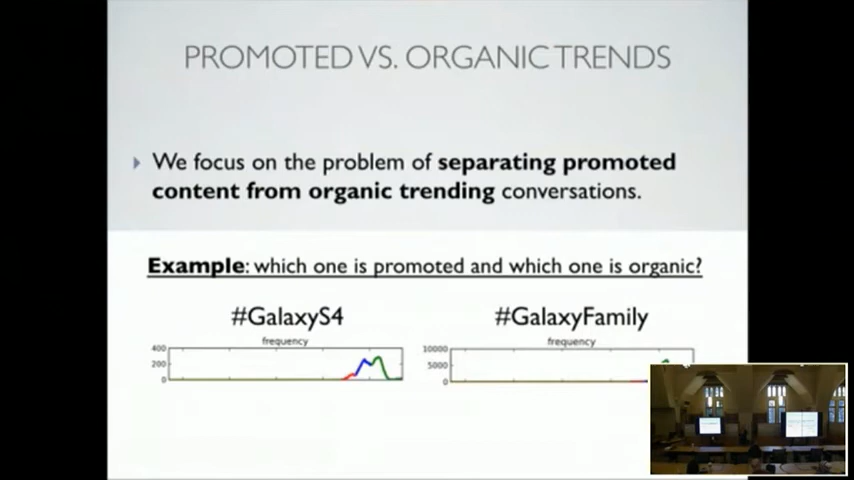 PROMOTED VS. ORGANIC TRENDS
We focus on the problem of separating promoted
content from organic trending conversations.
Example: which one is promoted and which one is organic?
#GalaxyS4 #GalaxyFamily
frequency frequency
400 10000
200 5000
0 0